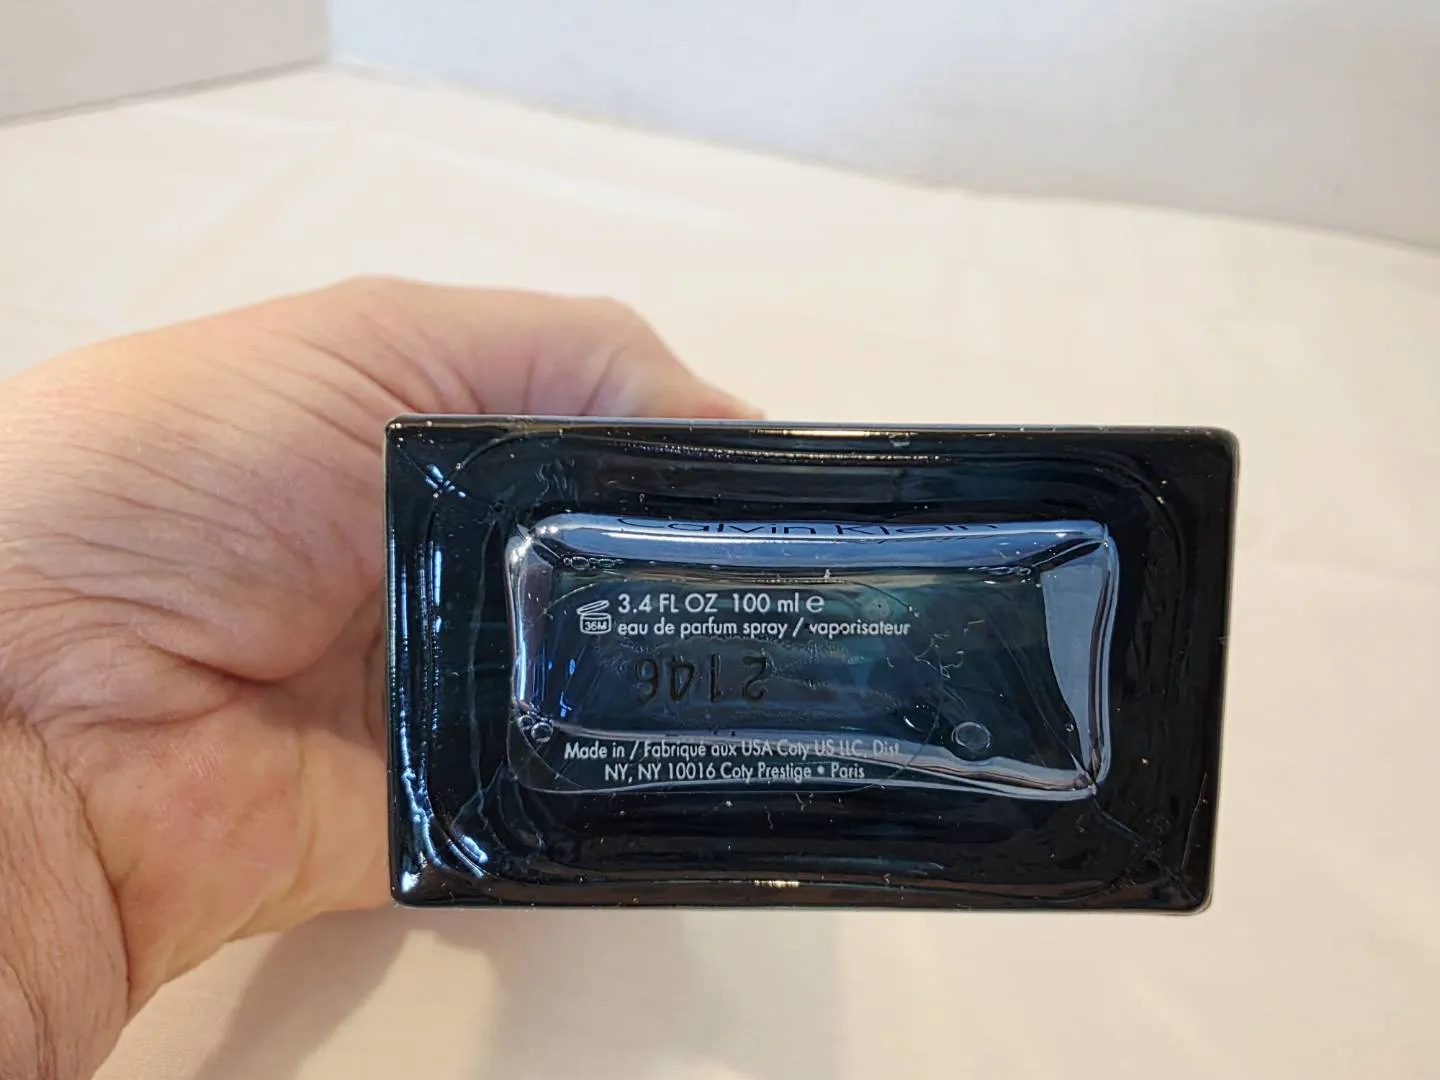 Calvin Klein
3.4 FL OZ 100 ml e
36M
eau de parfum spray / vaporisateur
2146
Made in / Fabriqué aux USA Coty US LLC, Dist
NY, NY 10016 Coty Prestige • Paris